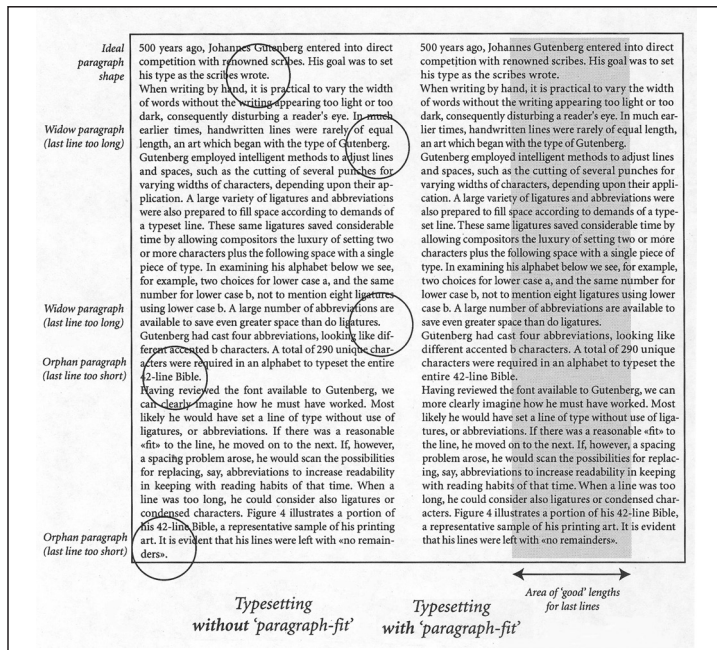 Ideal
paragraph
shape
Widow paragraph
(last line too long)
Widow paragraph
(last line too long)
Orphan paragraph
(last line too short)
Orphan paragraph
(last line too short)
500 years ago, Johannes Gutenberg entered into direct
competition with renowned scribes. His goal was to set
his type as the scribes wrote.
When writing by hand, it is practical to vary the width
of words without the writing appearing too light or too
dark, consequently disturbing a reader's eye. In much
earlier times, handwritten lines were rarely of equal
length, an art which began with the type of Gutenberg.
Gutenberg employed intelligent methods to adjust lines
and spaces, such as the cutting of several punches for
varying widths of characters, depending upon their ap-
plication. A large variety of ligatures and abbreviations
were also prepared to fill space according to demands of
a typeset line. These same ligatures saved considerable
time by allowing compositors the luxury of setting two
or more characters plus the following space with a single
piece of type. In examining his alphabet below we see,
for example, two choices for lower case a, and the same
number for lower case b, not to mention eight ligatures
using lower case b. A large number of abbreviations are
available to save even greater space than do ligatures.
Gutenberg had cast four abbreviations, looking like dif-
ferent accented b characters. A total of 290 unique char-
acters were required in an alphabet to typeset the entire
42-line Bible.
Having reviewed the font available to Gutenberg, we
can clearly imagine how he must have worked. Most
likely he would have set a line of type without use of
ligatures, or abbreviations. If there was a reasonable
«fit» to the line, he moved on to the next. If, however,
a spacing problem arose, he would scan the possibilities
for replacing, say, abbreviations to increase readability
in keeping with reading habits of that time. When a
line was too long, he could consider also ligatures or
condensed characters. Figure 4 illustrates a portion of
his 42-line Bible, a representative sample of his printing
art. It is evident that his lines were left with «no remain-
ders».
500 years ago, Johannes Gutenberg entered into direct
competition with renowned scribes. His goal was to set
his type as the scribes wrote.
When writing by hand, it is practical to vary the width
of words without the writing appearing too light or too
dark, consequently disturbing a reader's eye. In much ear-
lier times, handwritten lines were rarely of equal length,
an art which began with the type of Gutenberg.
Gutenberg employed intelligent methods to adjust lines
and spaces, such as the cutting of several punches for
varying widths of characters, depending upon their appli-
cation. A large variety of ligatures and abbreviations were
also prepared to fill space according to demands of a type-
set line. These same ligatures saved considerable time by
allowing compositors the luxury of setting two or more
characters plus the following space with a single piece of
type. In examining his alphabet below we see, for example,
two choices for lower case a, and the same number for lower
case b, not to mention eight ligatures using lower
case b. A large number of abbreviations are available to
save even greater space than do ligatures.
Gutenberg had cast four abbreviations, looking like
different accented b characters. A total of 290 unique
characters were required in an alphabet to typeset the
entire 42-line Bible.
Having reviewed the font available to Gutenberg, we can
more clearly imagine how he must have worked. Most
likely he would have set a line of type without use of liga-
tures, or abbreviations. If there was a reasonable «fit» to
the line, he moved on to the next. If, however, a spacing
problem arose, he would scan the possibilities for replac-
ing, say, abbreviations to increase readability in keeping
with reading habits of that time. When a line was too
long, he could consider also ligatures or condensed char-
acters. Figure 4 illustrates a portion of his 42-line Bible,
a representative sample of his printing art. It is evident
that his lines were left with «no remainders».
Typesetting
without 'paragraph-fit'
Typesetting
with 'paragraph-fit'
Area of 'good' lengths
for last lines